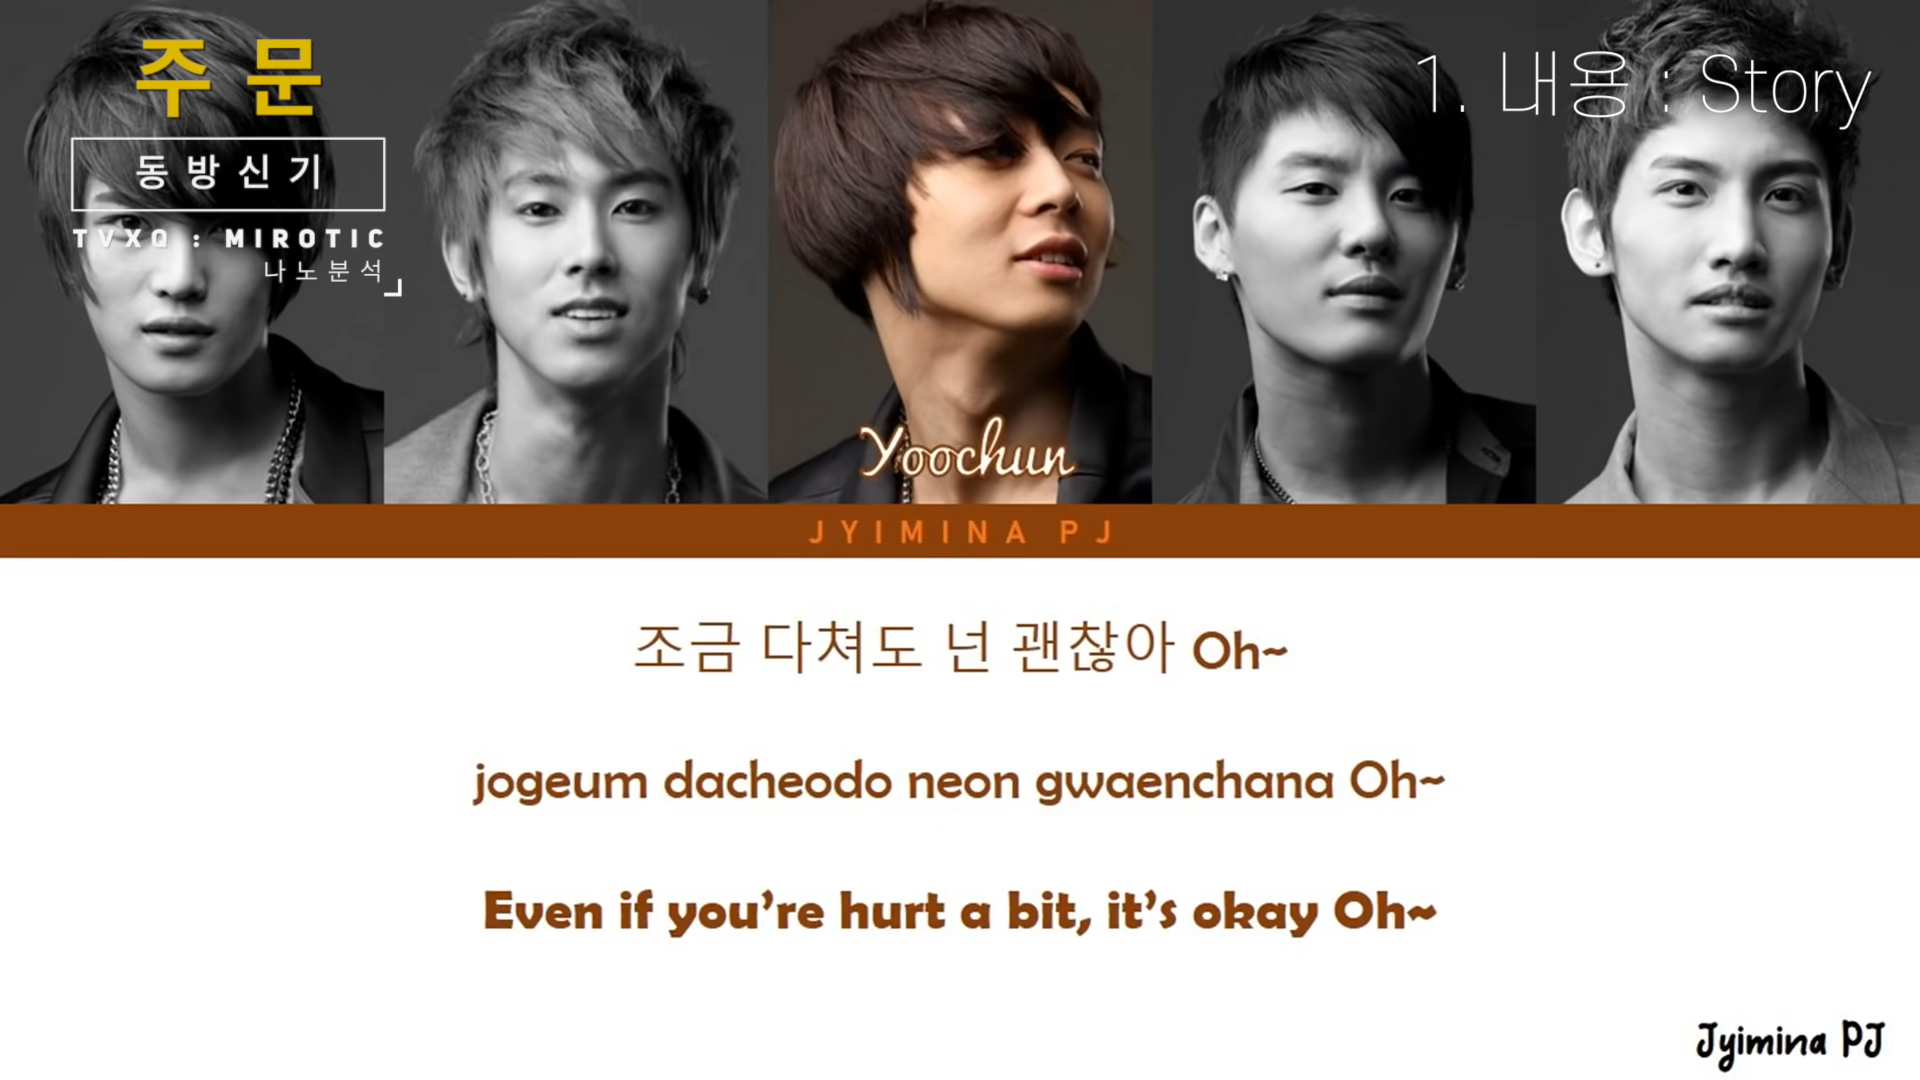 주문
동방신기
TVXQ : MIROTIC
나노분석
1. 내용 : Story
Yoochun
JYIMINA PJ
조금 다쳐도 넌 괜찮아 Oh~
jogeum dacheodo neon gwaenchana Oh~
Even if you’re hurt a bit, it’s okay Oh~
Jyimina PJ